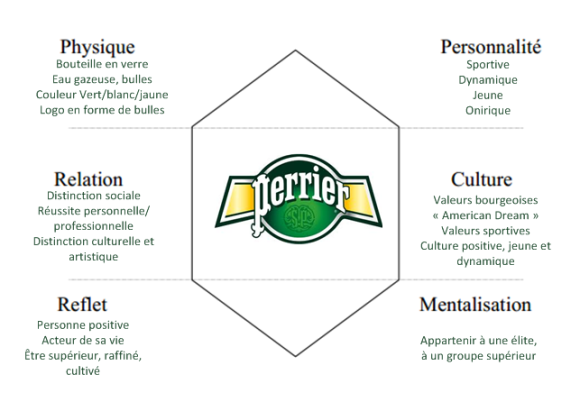 Physique
Bouteille en verre
Eau gazeuse, bulles
Couleur Vert/blanc/jaune
Logo en forme de bulles
Personnalité
Sportive
Dynamique
Jeune
Onirique
Relation
Distinction sociale
Réussite personnelle/
professionnelle
Distinction culturelle et
artistique
perrier
Culture
Valeurs bourgeoises
« American Dream »
Valeurs sportives
Culture positive, jeune et
dynamique
Reflet
Personne positive
Acteur de sa vie
Être supérieur, raffiné,
cultivé
Mentalisation
Appartenir à une élite,
à un groupe supérieur